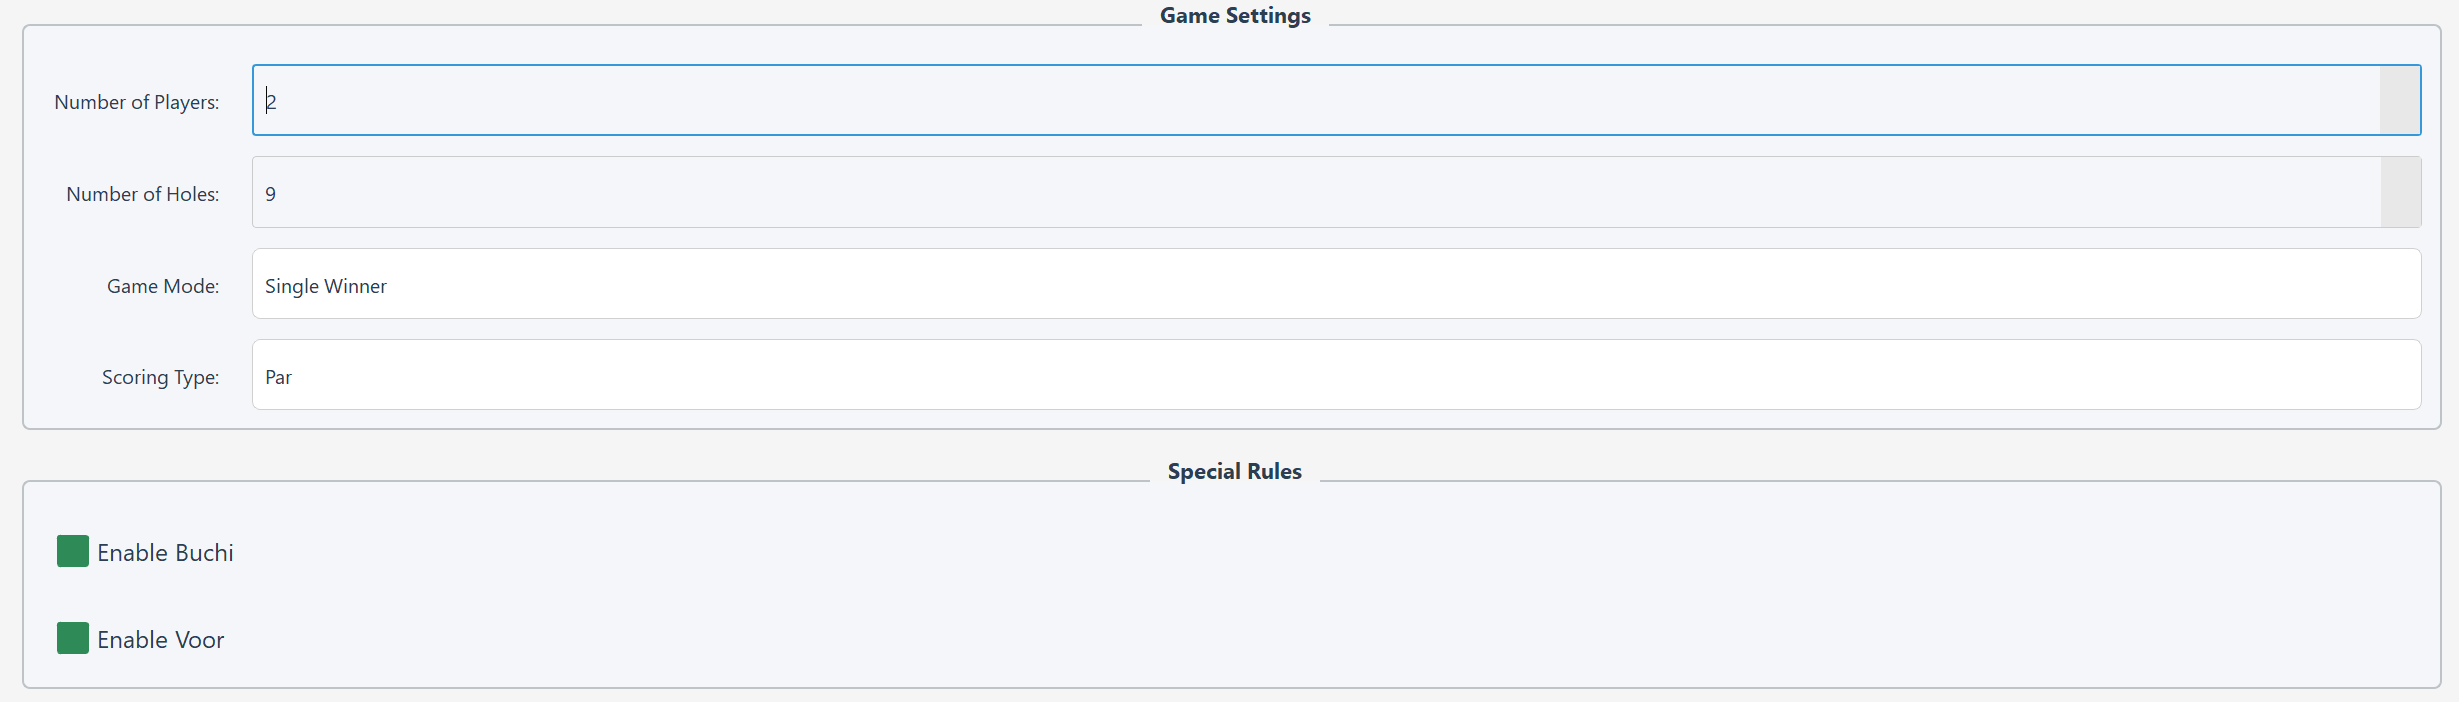 Game Settings
Number of Players: 2
Number of Holes: 9
Game Mode: Single Winner
Scoring Type: Par
Special Rules
Enable Buchi
Enable Voor